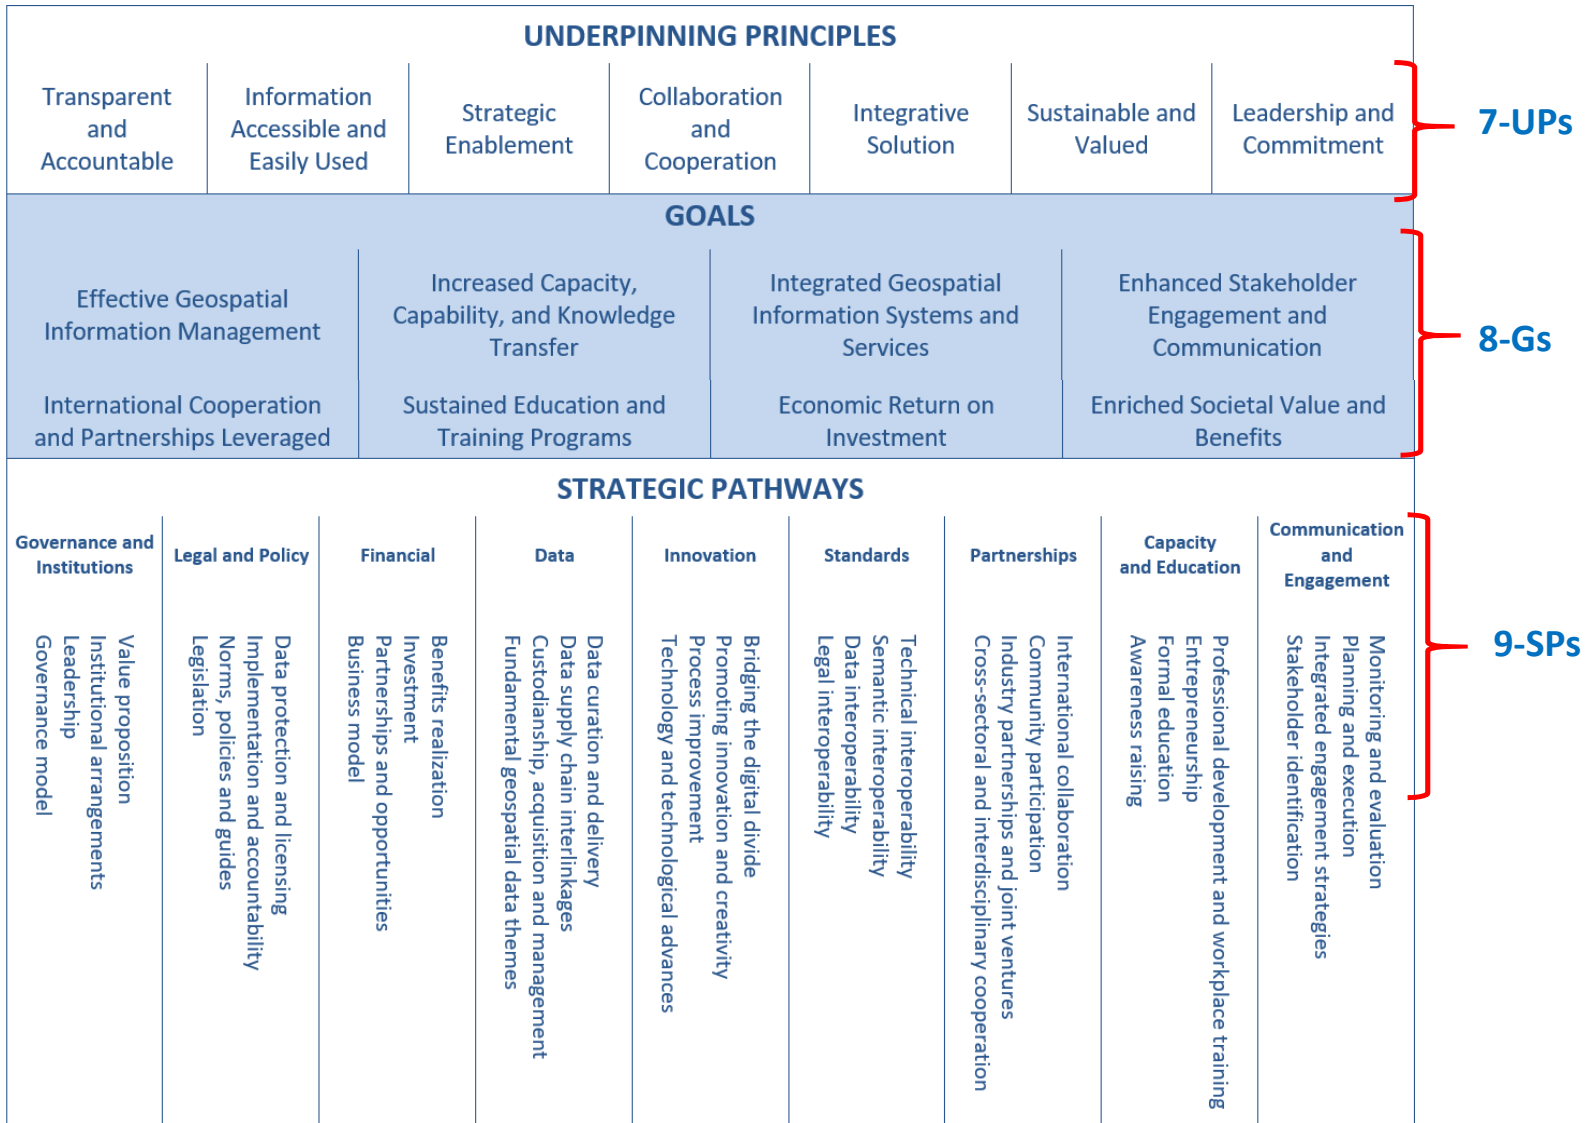 UNDERPINNING PRINCIPLES
Transparent
and
Accountable
Information
Accessible and
Easily Used
Strategic
Enablement
Collaboration
and
Cooperation
Integrative
Solution
Sustainable and
Valued
Leadership and
Commitment
7-UPs
GOALS
Effective Geospatial
Information Management
Increased Capacity,
Capability, and Knowledge
Transfer
Integrated Geospatial
Information Systems and
Services
Enhanced Stakeholder
Engagement and
Communication
8-Gs
International Cooperation
and Partnerships Leveraged
Sustained Education and
Training Programs
Economic Return on
Investment
Enriched Societal Value and
Benefits
STRATEGIC PATHWAYS
Governance and
Institutions
Legal and Policy
Financial
Data
Innovation
Standards
Partnerships
Capacity
and Education
Communication
and
Engagement
9-SPs
Value proposition
Institutional arrangements
Leadership
Governance model
Data protection and licensing
Implementation and accountability
Norms, policies and guides
Legislation
Benefits realization
Investment
Partnerships and opportunities
Business model
Data curation and delivery
Data supply chain interlinkages
Custodianship, acquisition and management
Fundamental geospatial data themes
Bridging the digital divide
Promoting innovation and creativity
Process improvement
Technology and technological advances
Technical interoperability
Semantic interoperability
Data interoperability
Legal interoperability
International collaboration
Community participation
Industry partnerships and joint ventures
Cross-sectoral and interdisciplinary cooperation
Professional development and workplace training
Entrepreneurship
Formal education
Awareness raising
Monitoring and evaluation
Planning and execution
Integrated engagement strategies
Stakeholder identification